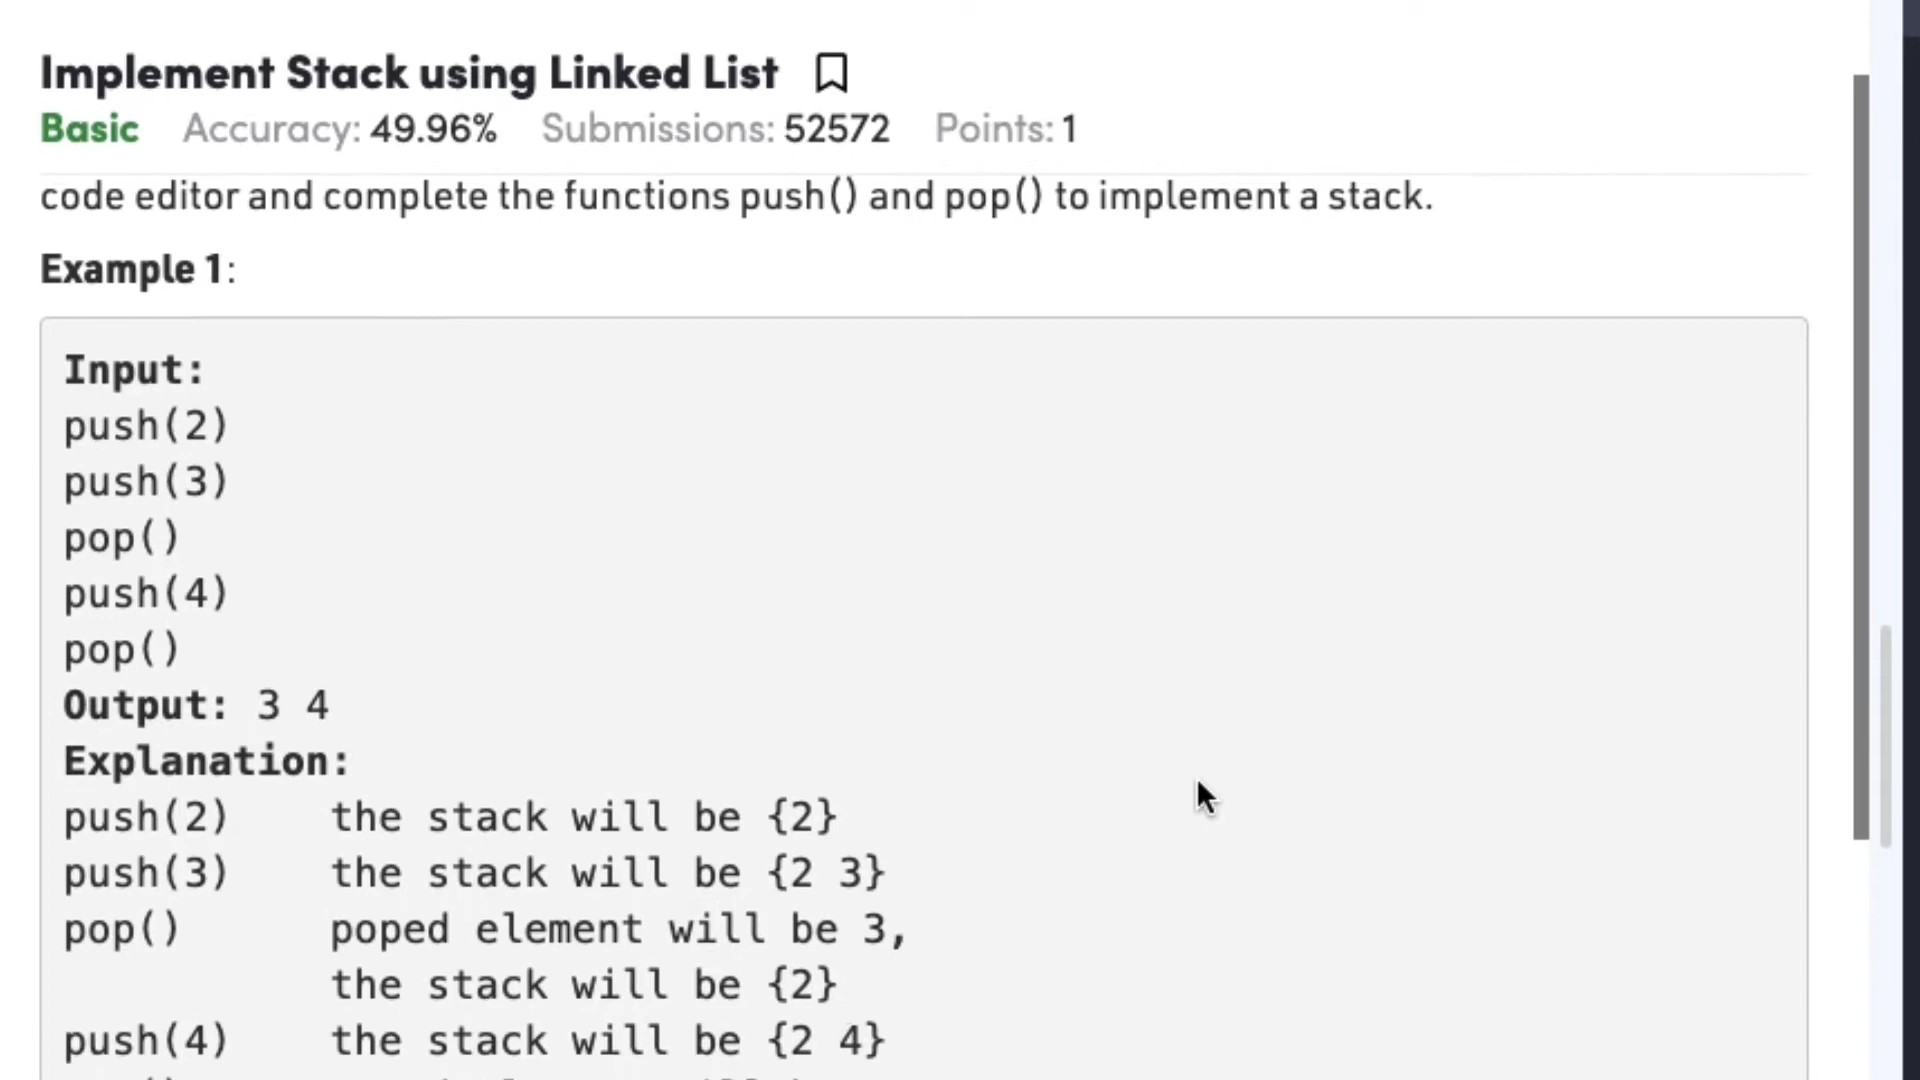 Implement Stack using Linked List
Basic Accuracy: 49.96% Submissions: 52572 Points: 1
code editor and complete the functions push() and pop() to implement a stack.
Example 1:
Input:
push(2)
push(3)
pop()
push(4)
pop()
Output: 3 4
Explanation:
push(2) the stack will be {2}
push(3) the stack will be {2 3}
pop() poped element will be 3,
the stack will be {2}
push(4) the stack will be {2 4}